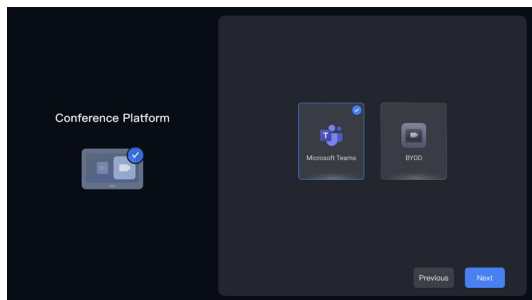 Conference Platform
Microsoft Teams
BYOD
Previous
Next